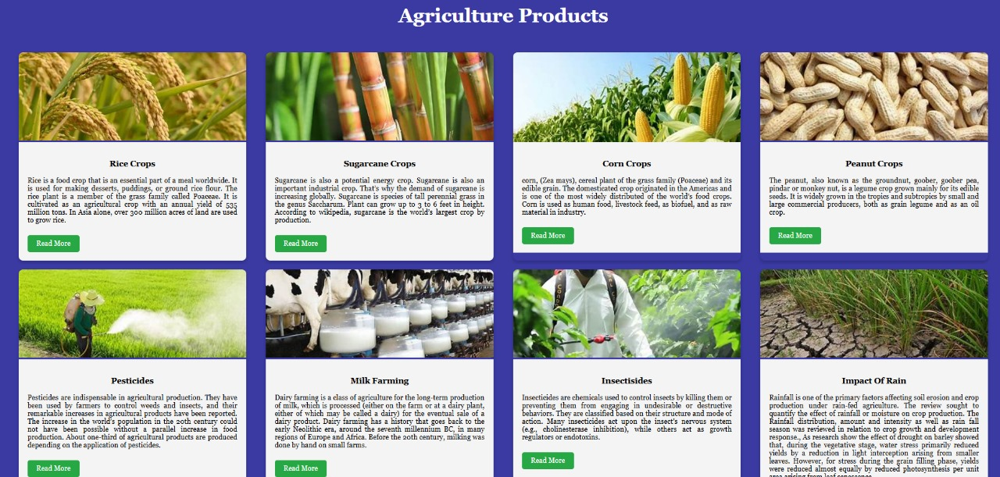 Agriculture Products
Rice Crops
Rice is a food crop that is an essential part of a meal worldwide. It
is used for making desserts, puddings, or ground rice flour. The
rice plant is a member of the grass family called Poaceae. It is
cultivated as an agricultural crop with an annual yield of 535
million tons. In Asia alone, over 300 million acres of land are used
to grow rice.
Read More
Sugarcane Crops
Sugarcane is also a potential energy crop. Sugarcane is also an
important industrial crop. That's why the demand of sugarcane is
increasing globally. Sugarcane is species of tall perennial grass in
the genus Saccharum. Plant can grow up to 3 to 6 feet in height.
According to wikipedia, sugarcane is the world's largest crop by
production.
Read More
Corn Crops
corn, (Zea mays), cereal plant of the grass family (Poaceae) and its
edible grain. The domesticated crop originated in the Americas and
is one of the most widely distributed of the world's food crops.
Corn is used as human food, livestock feed, as biofuel, and as raw
material in industry.
Read More
Peanut Crops
The peanut, also known as the groundnut, goober, goober pea,
pindar or monkey nut, is a legume crop grown mainly for its edible
seeds. It is widely grown in the tropics and subtropics by small and
large commercial producers, both as grain legume and as an oil
crop.
Read More
Pesticides
Pesticides are indispensable in agricultural production. They have
been used by farmers to control weeds and insects, and their
remarkable increases in agricultural products have been reported.
The increase in the world's population in the 20th century could
not have been possible without a parallel increase in food
production. About one-third of agricultural products are produced
depending on the application of pesticides.
Read More
Milk Farming
Dairy farming is a class of agriculture for the long-term production
of milk, which is processed (either on the farm or at a dairy plant,
either of which may be called a dairy) for the eventual sale of a
dairy product. Dairy farming has a history that goes back to the
early Neolithic era, around the seventh millennium BC, in many
regions of Europe and Africa. Before the 20th century, milking was
done by hand on small farms.
Read More
Insectisides
Insecticides are chemicals used to control insects by killing them or
preventing them from engaging in undesirable or destructive
behaviors. They are classified based on their structure and mode of
action. Many insecticides act upon the insect's nervous system
(e.g., cholinesterase inhibition), while others act as growth
regulators or endotoxins.
Read More
Impact Of Rain
Rainfall is one of the primary factors affecting soil erosion and crop
production under rain-fed agriculture. The review sought to
quantify the effect of rainfall or moisture on crop production. The
Rainfall distribution, amount and intensity as well as rain fall
season was reviewed in relation to crop growth and development
response., As research show the effect of drought on barley showed
that, during the vegetative stage, water stress primarily reduced
yields by a reduction in light interception arising from smaller
leaves. However, for stress during the grain filling phase, yields
were reduced almost equally by reduced photosynthesis per unit
area arising from leaf senescence